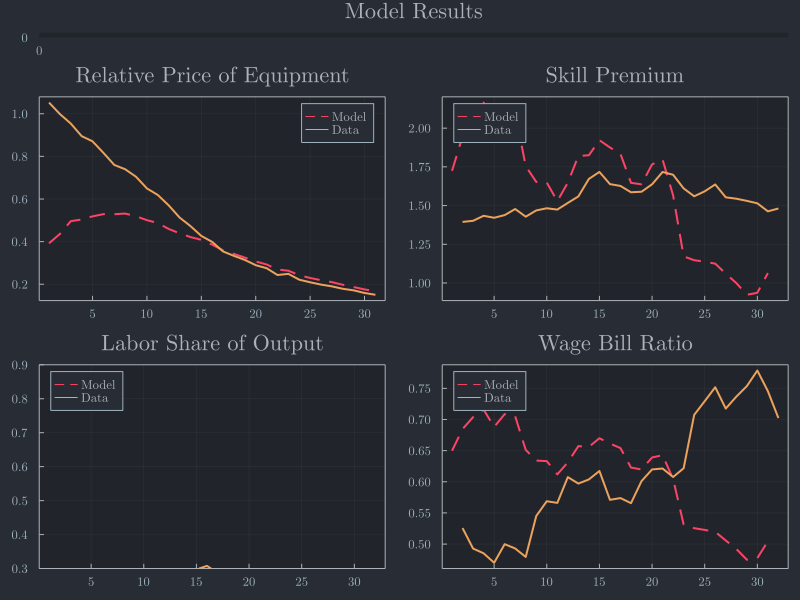 Model Results
0
0
Relative Price of Equipment
Model
Data
1.0
0.8
0.6
0.4
0.2
5 10 15 20 25 30
Skill Premium
Model
Data
2.00
1.75
1.50
1.25
1.00
5 10 15 20 25 30
Labor Share of Output
Model
Data
0.9
0.8
0.7
0.6
0.5
0.4
0.3
5 10 15 20 25 30
Wage Bill Ratio
Model
Data
0.75
0.70
0.65
0.60
0.55
0.50
5 10 15 20 25 30